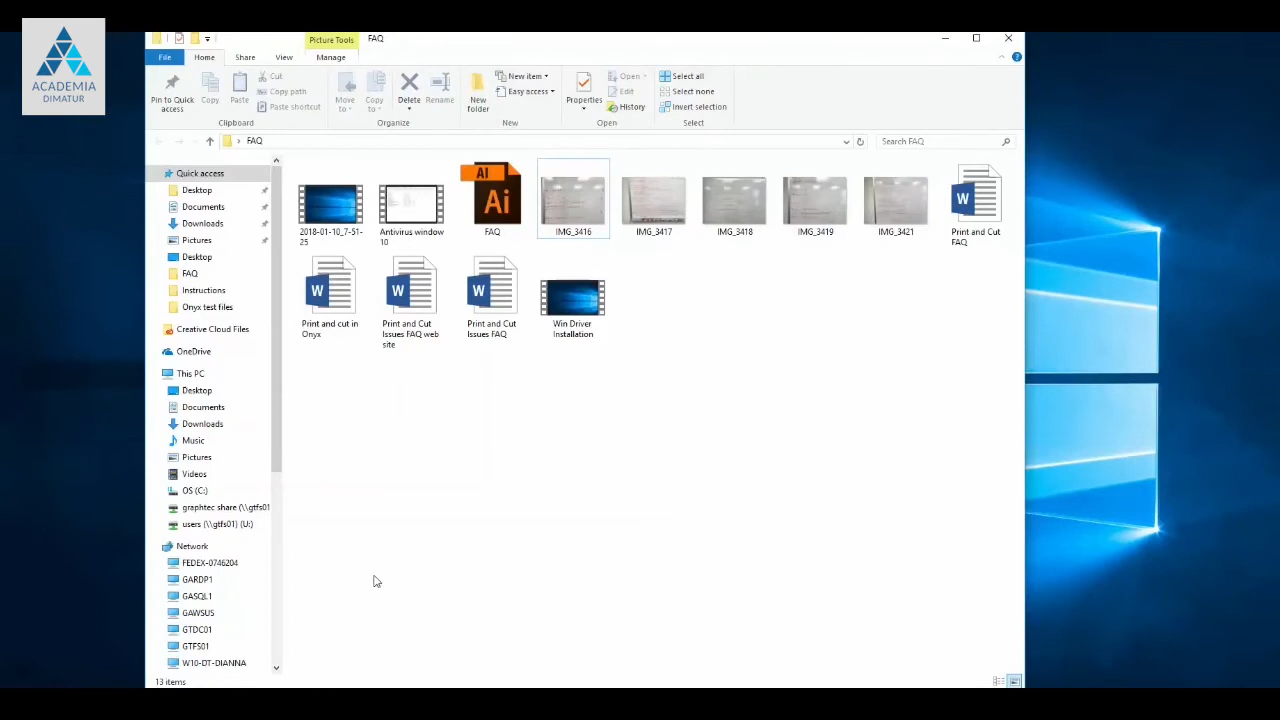 ACADEMIA
DIMATUR
Picture Tools
FAQ
File
Home
Share
View
Manage
Pin to Quick
access
Copy
Paste
Cut
Copy path
Paste shortcut
Clipboard
Move
to
Copy
to
Delete
Rename
Organize
New
folder
New item
Easy access
New
Properties
Open
Edit
History
Open
Select all
Select none
Invert selection
Select
FAQ
Search FAQ
Quick access
Desktop
Documents
Downloads
Pictures
Desktop
FAQ
Instructions
Onyx test files
Creative Cloud Files
OneDrive
This PC
Desktop
Documents
Downloads
Music
Pictures
Videos
OS (C:)
graphtec share (\\gtfs01
users (\\gtfs01) (U:)
Network
FEDEX-0746204
GARDP1
GASQL1
GAWSUS
GTDC01
GTFS01
W10-DT-DIANNA
2018-01-10_7-51-
25
Antivirus window
10
AI
Ai
FAQ
IMG_3416
IMG_3417
IMG_3418
IMG_3419
IMG_3421
W
Print and Cut
FAQ
W
Print and cut in
Onyx
W
Print and Cut
Issues FAQ web
site
W
Print and Cut
Issues FAQ
Win Driver
Installation
13 items